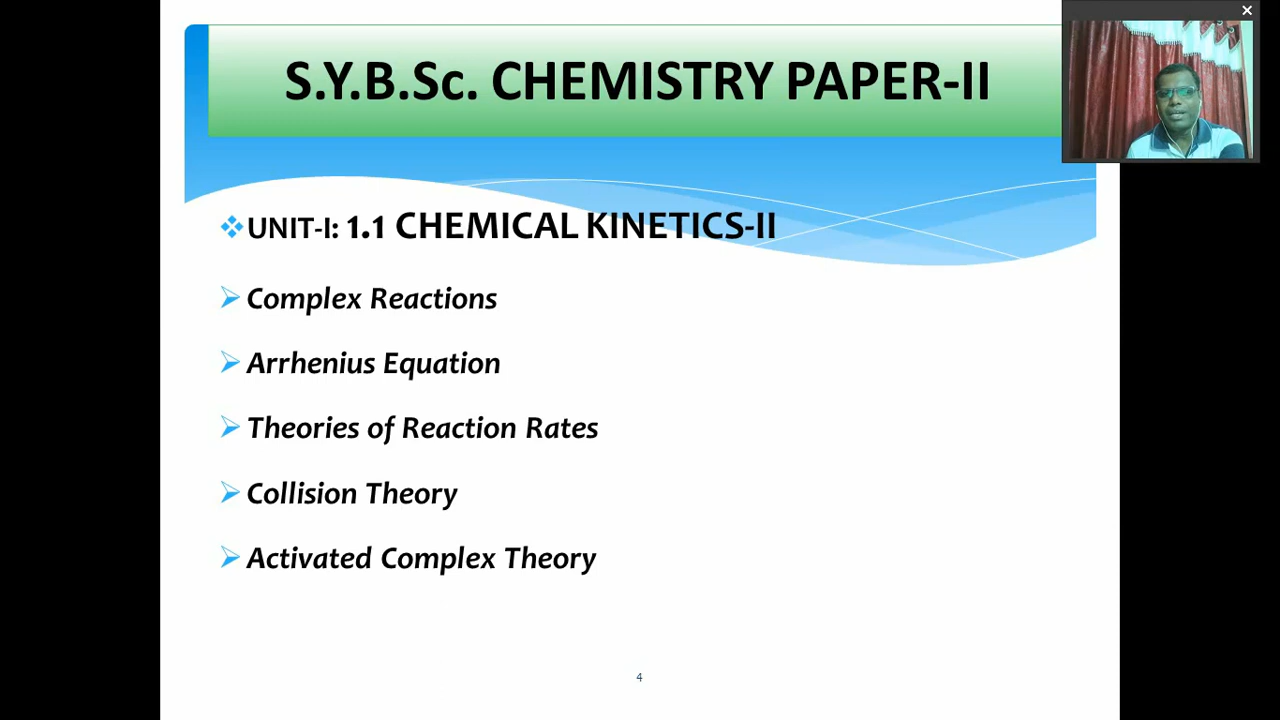 S.Y.B.Sc. CHEMISTRY PAPER-II
UNIT-I: 1.1 CHEMICAL KINETICS-II
Complex Reactions
Arrhenius Equation
Theories of Reaction Rates
Collision Theory
Activated Complex Theory
4